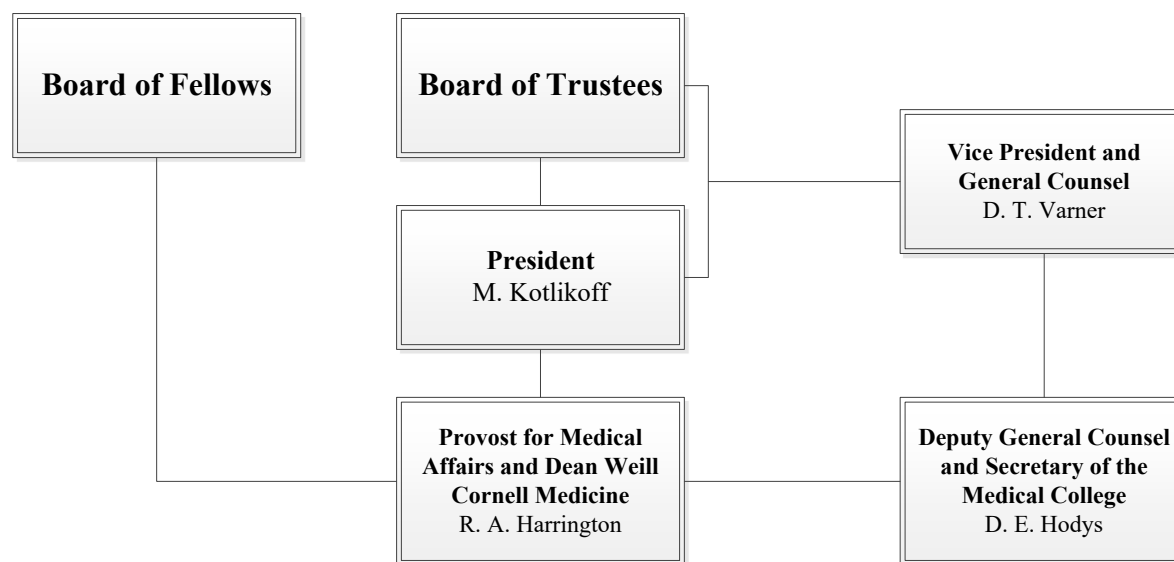 Board of Fellows
Board of Trustees
Vice President and
General Counsel
D. T. Varner
President
M. Kotlikoff
Provost for Medical
Affairs and Dean Weill
Cornell Medicine
R. A. Harrington
Deputy General Counsel
and Secretary of the
Medical College
D. E. Hodys